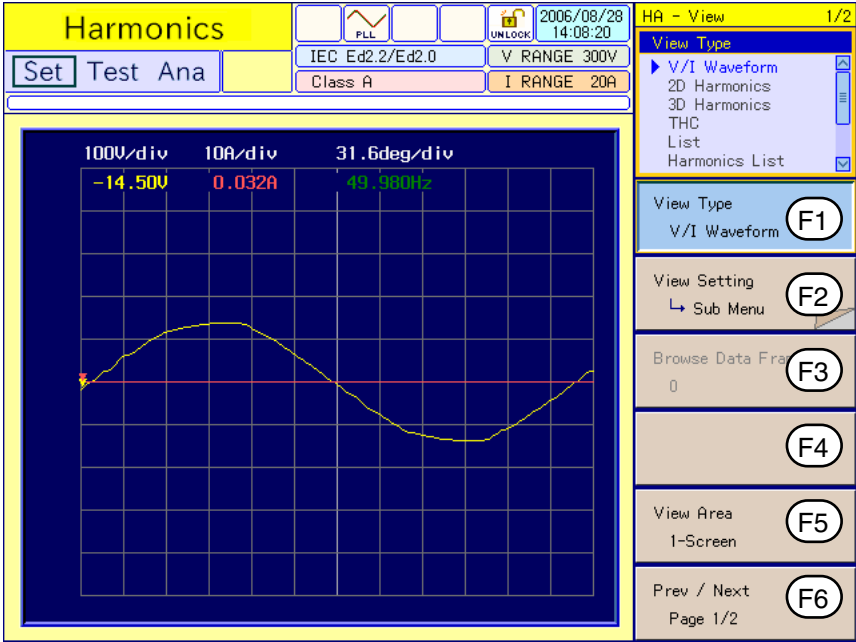 Harmonics
Set Test Ana
PLL
UNLOCK
2006/08/28
14:08:20
IEC Ed2.2/Ed2.0
V RANGE 300V
Class A
I RANGE 20A
100V/div 10A/div 31.6deg/div
-14.50V 0.032A 49.980Hz
HA - View 1/2
View Type
V/I Waveform
2D Harmonics
3D Harmonics
THC
List
Harmonics List
View Type
V/I Waveform
F1
View Setting
Sub Menu
F2
Browse Data Fra
0
F3
F4
View Area
1-Screen
F5
Prev / Next
Page 1/2
F6